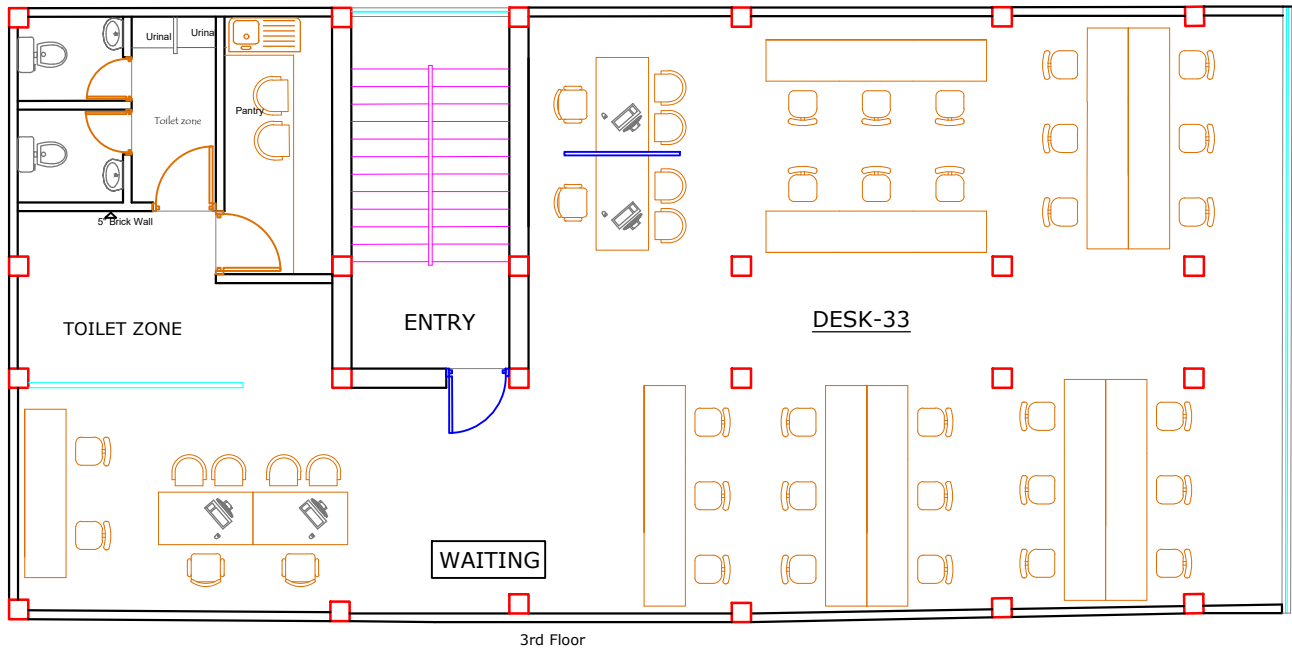 Urinal
Urinal
Pantry
Toilet zone
5" Brick Wall
TOILET ZONE
ENTRY
DESK-33
WAITING
3rd Floor